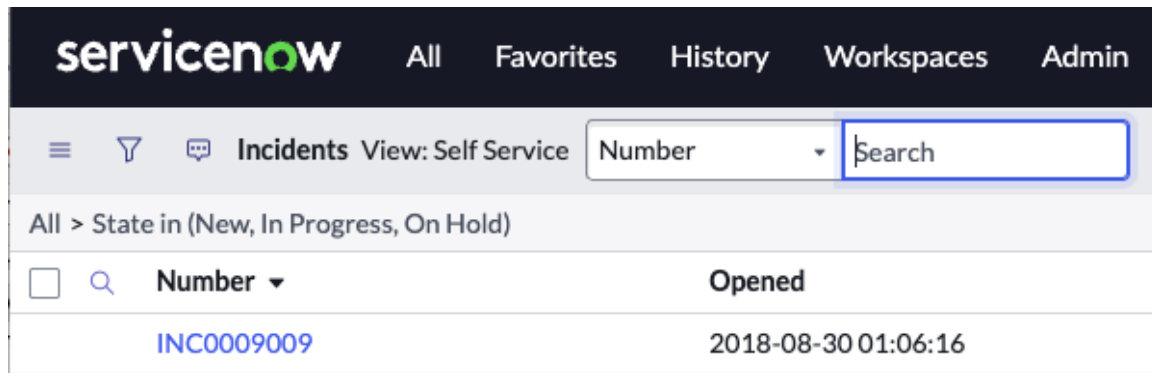 servicenow All Favorites History Workspaces Admin
Incidents View: Self Service Number Search
All > State in (New, In Progress, On Hold)
Number Opened
INC0009009 2018-08-30 01:06:16